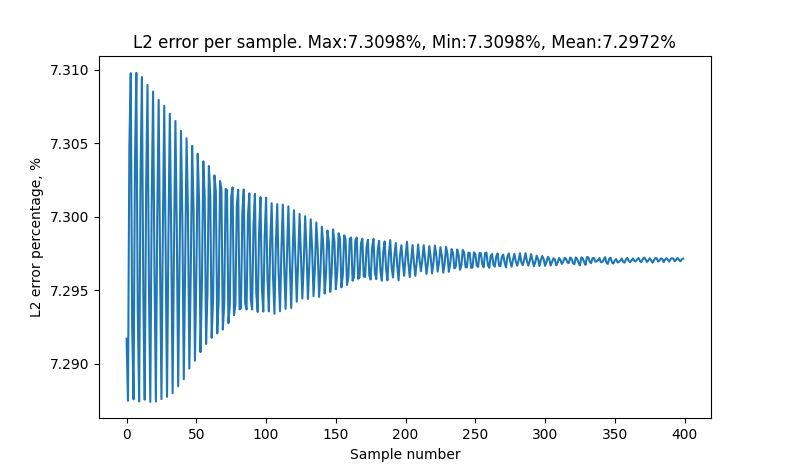 L2 error per sample. Max:7.3098%, Min:7.3098%, Mean:7.2972%
L2 error percentage, %
7.310
7.305
7.300
7.295
7.290
0 50 100 150 200 250 300 350 400
Sample number